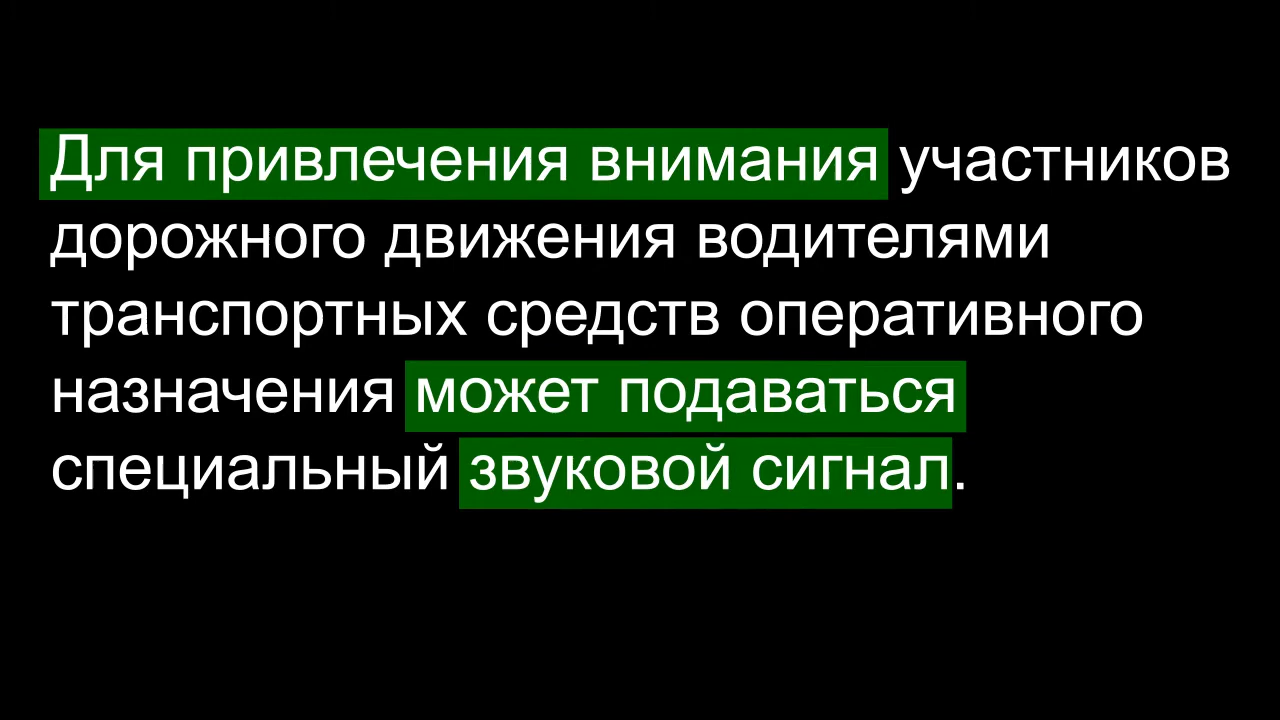 Для привлечения внимания участников
дорожного движения водителями
транспортных средств оперативного
назначения может подаваться
специальный звуковой сигнал.